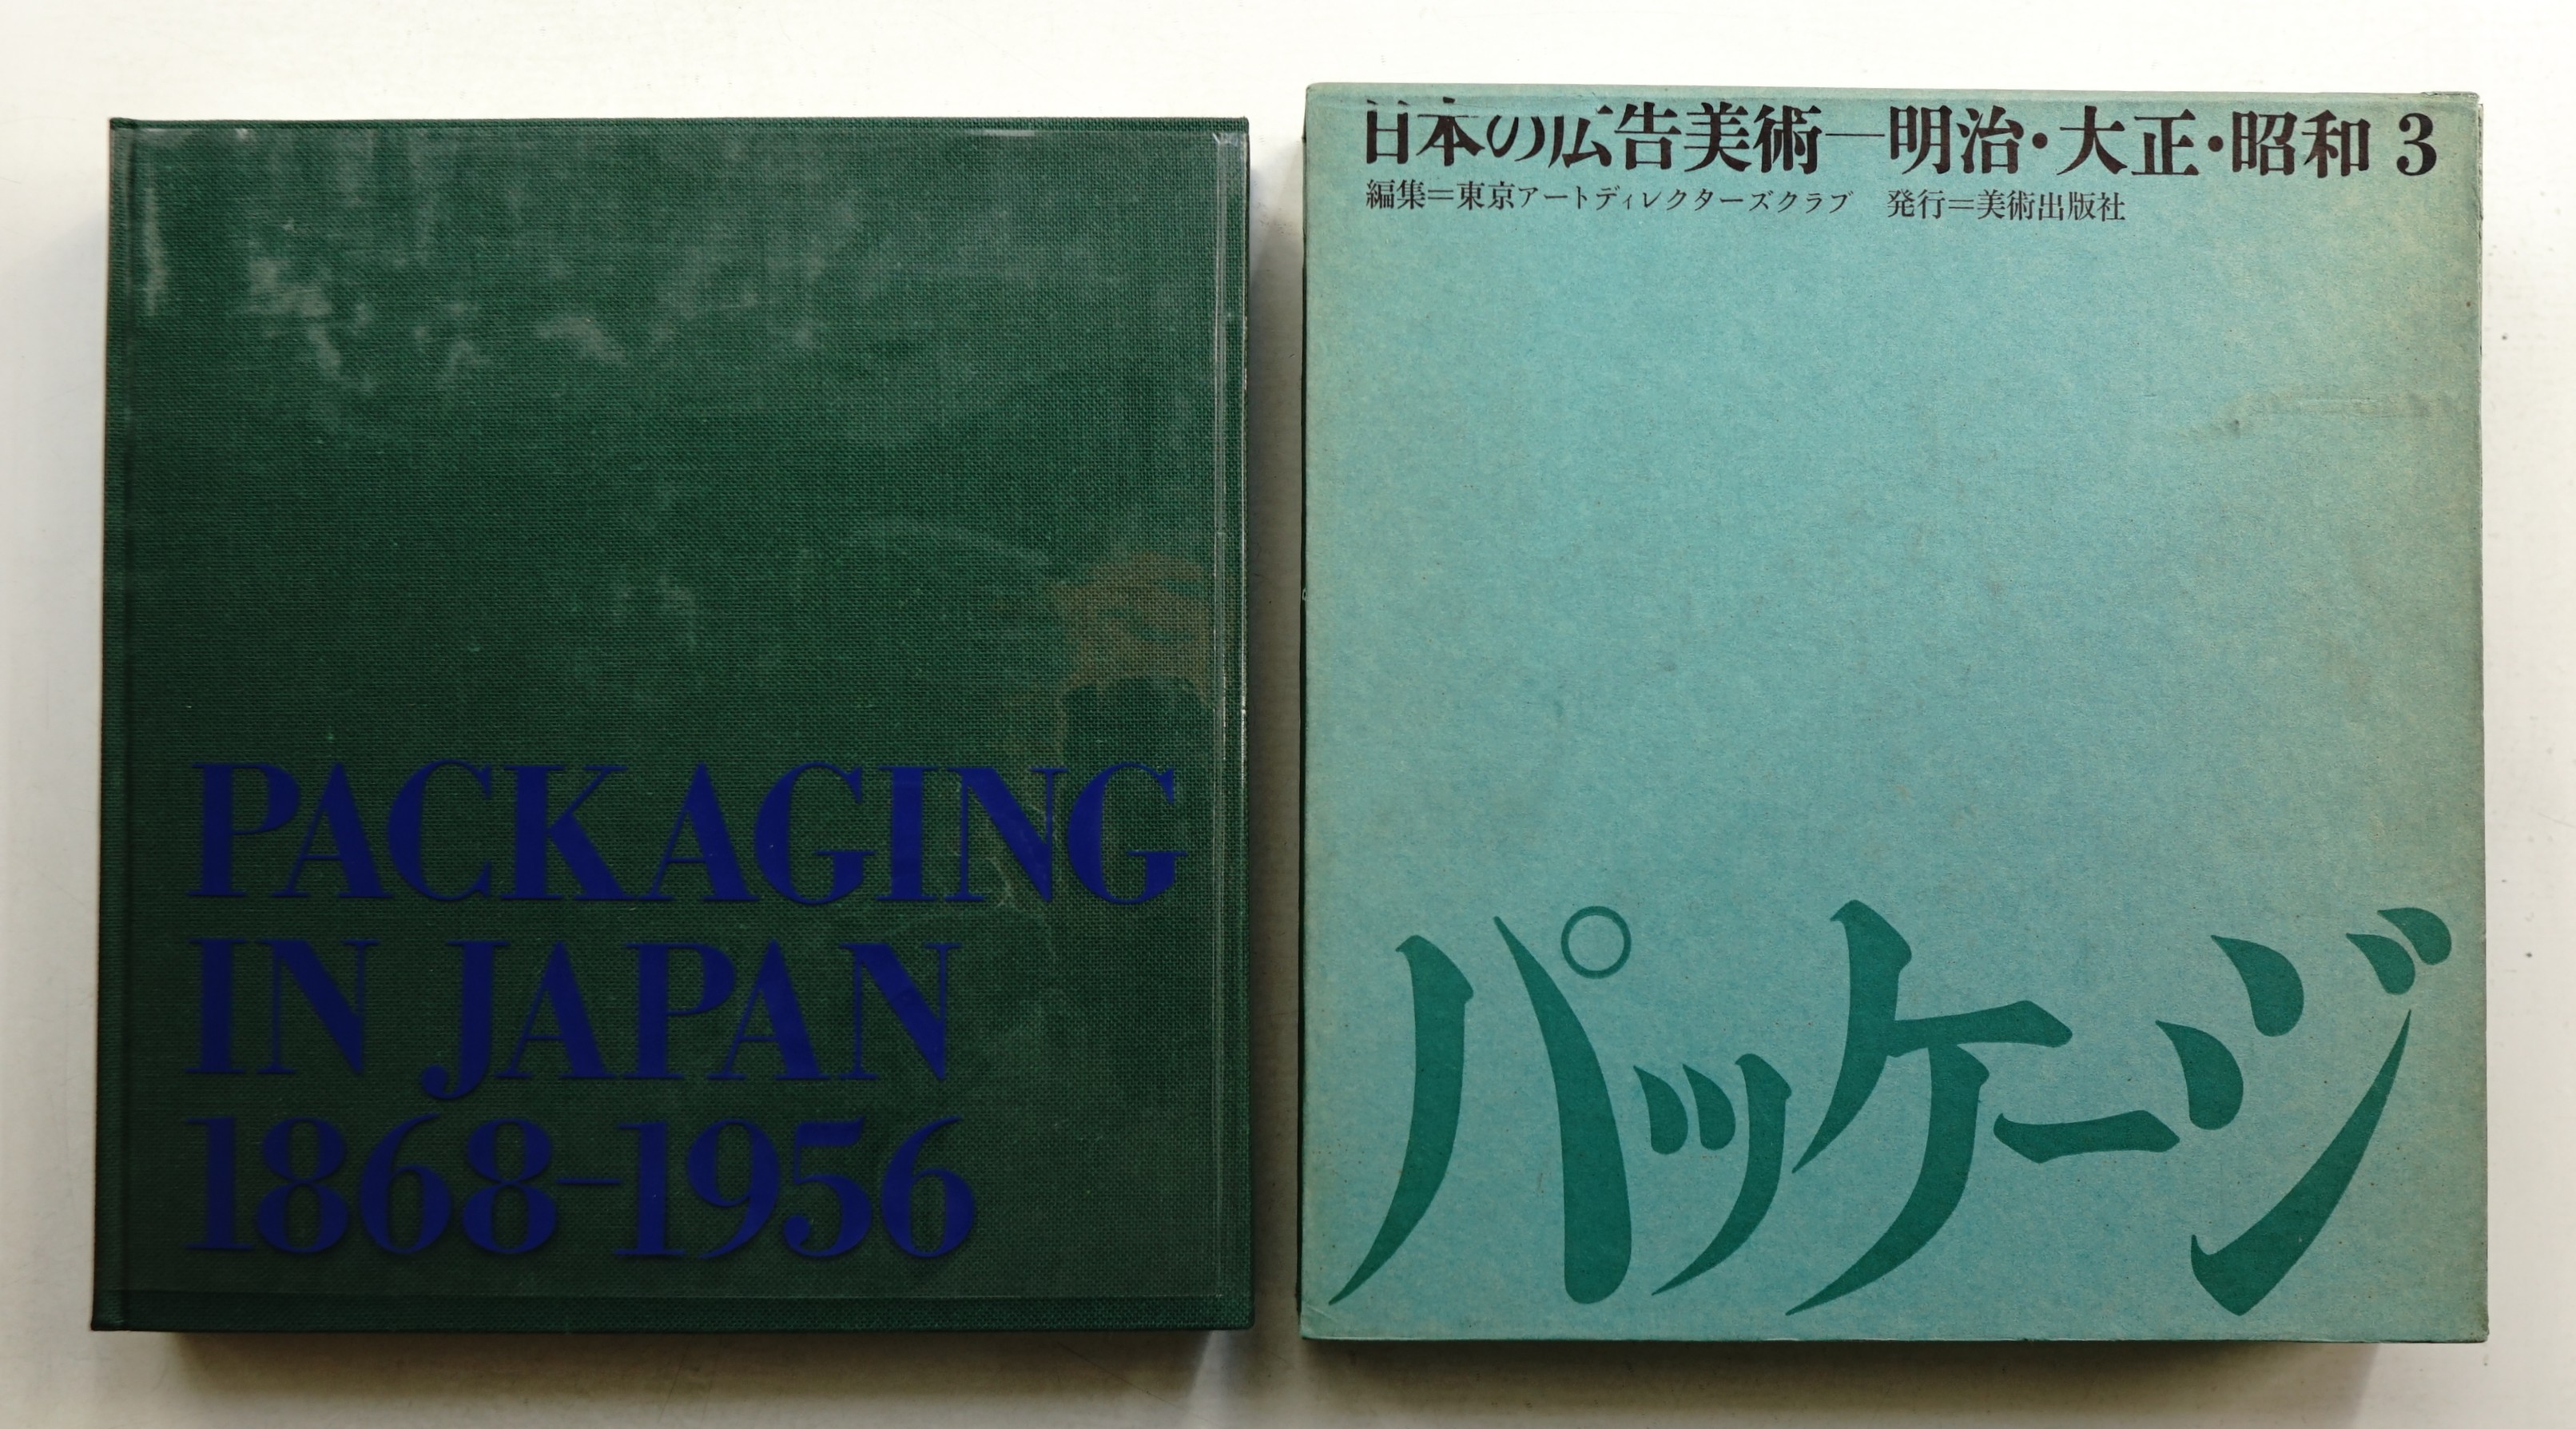 PACKAGING
IN JAPAN
1868–1956
日本の広告美術―明治・大正・昭和 3
編集＝東京アートディレクターズクラブ 発行＝美術出版社
パッケージ